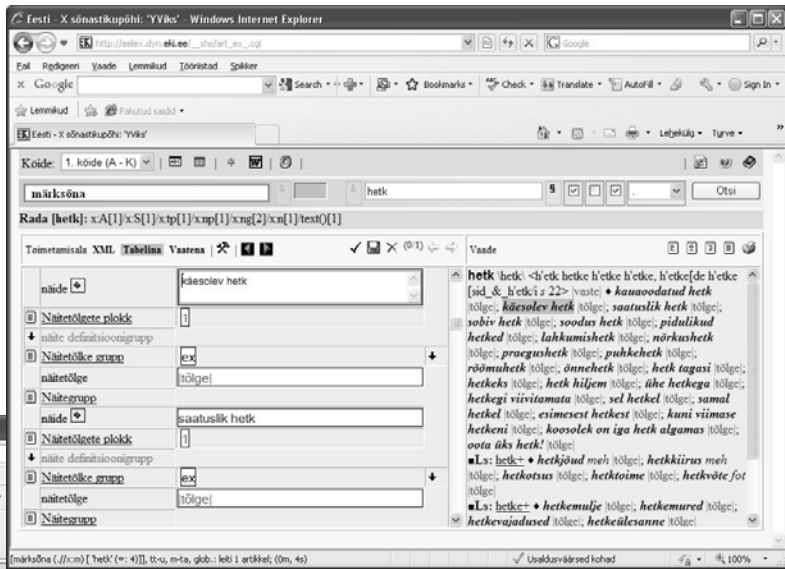 Eesti - X sõnastikupõhi: 'YViks' - Windows Internet Explorer
http://eelex.dyn.eki.ee/__shs/art_ex_.cgi
Google
Fail Redigeeri Vaade Lemmikud Tööriistad Spikker
x Google Search Bookmarks Check Translate AutoFill Sign In
Lemmikud Pakutud saidid
Eesti - X sõnastikupõhi: 'YViks' Lehekülg Turve »
Köide: 1. köide (A - K)
märksõna hetk § . Otsi
Rada [hetk]: x:A[1]/x:S[1]/x:tp[1]/x:np[1]/x:ng[2]/x:n[1]/text()[1]
Toimetamisala XML Tabelina Vaatena (0/1) Vaade
näide käesolev hetk
Näitetõlgete plokk 1
näite definitsioonigrupp
Näitetõlke grupp ex
näitetõlge |tõlge|
Näitegrupp
näide saatuslik hetk
Näitetõlgete plokk 1
näite definitsioonigrupp
Näitetõlke grupp ex
näitetõlge |tõlge|
Näitegrupp
hetk \hetk\ <h'etk hetke h'etke h'etke, h'etke[de h'etke
[sid_&_h'etk/i s 22> |vaste| ♦ kauaoodatud hetk
|tõlge|; käesolev hetk |tõlge|; saatuslik hetk |tõlge|;
sobiv hetk |tõlge|; soodus hetk |tõlge|; pidulikud
hetked |tõlge|; lahkumishetk |tõlge|; nõrkushetk
|tõlge|; praegushetk |tõlge|; puhkehetk |tõlge|;
rõõmuhetk |tõlge|; õnnehetk |tõlge|; hetk tagasi |tõlge|;
hetkeks |tõlge|; hetk hiljem |tõlge|; ühe hetkega |tõlge|;
hetkegi viivitamata |tõlge|; sel hetkel |tõlge|; samal
hetkel |tõlge|; esimesest hetkest |tõlge|; kuni viimase
hetkeni |tõlge|; koosolek on iga hetk algamas |tõlge|;
oota üks hetk! |tõlge|
■Ls: hetk+ ♦ hetkjõud meh |tõlge|; hetkkiirus meh
|tõlge|; hetkotsus |tõlge|; hetktoime |tõlge|; hetkvõte fot
|tõlge|
■Ls: hetke+ ♦ hetkemulje |tõlge|; hetkemured |tõlge|;
hetkevajadused |tõlge|; hetkeülesanne |tõlge|
[märksõna (.//x:m) [ 'hetk' (=: 4)]], tt-u, m-ta, glob.: leiti 1 artikkel; (0m, 4s) Usaldusväärsed kohad 100%